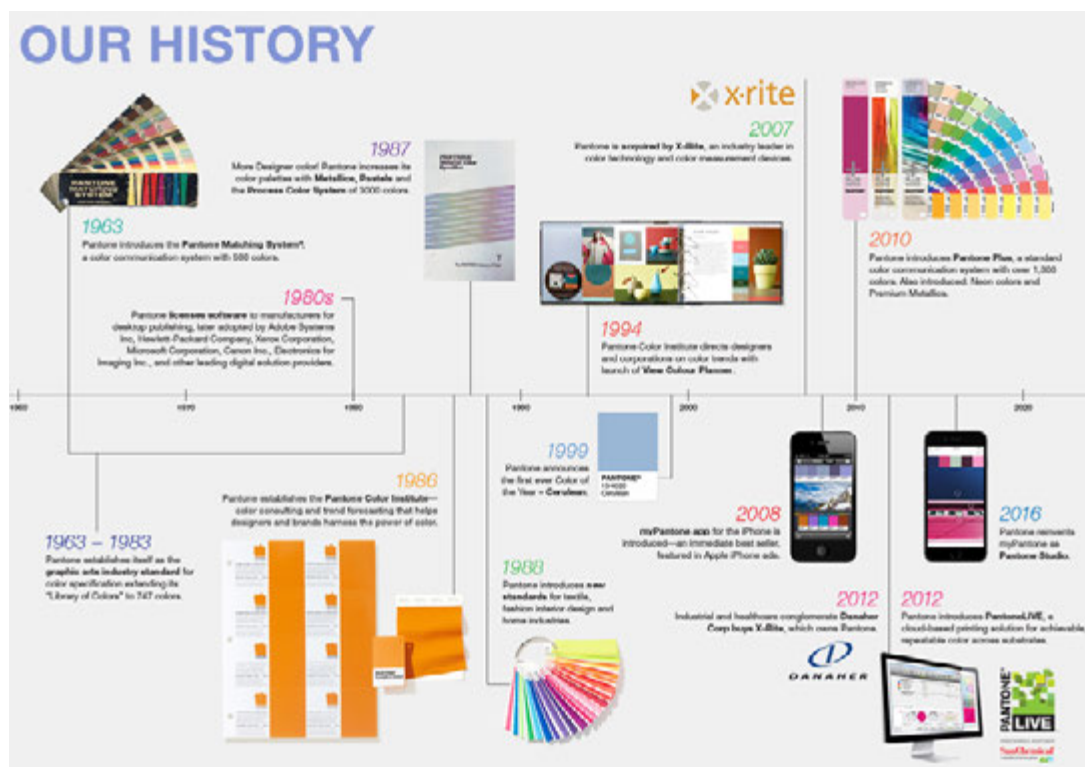 OUR HISTORY
PANTONE
MATCHING
SYSTEM
1963
Pantone introduces the Pantone Matching System®,
a color communication system with 500 colors.
1987
More Designer color! Pantone increases its
color palettes with Metallics, Pastels and
the Process Color System of 3000 colors.
1980s
Pantone licenses software to manufacturers for
desktop publishing, later adopted by Adobe Systems
Inc, Hewlett-Packard Company, Xerox Corporation,
Microsoft Corporation, Canon Inc., Electronics for
Imaging Inc., and other leading digital solution providers.
x·rite
2007
Pantone is acquired by X-Rite, an industry leader in
color technology and color measurement devices.
1994
Pantone Color Institute directs designers
and corporations on color trends with
launch of View Colour Planner.
2010
Pantone introduces Pantone Plus, a standard
color communication system with over 1,000
colors. Also introduced: Neon colors and
Premium Metallics.
1960
1970
1980
1990
2000
2010
2020
1963 – 1983
Pantone establishes itself as the
graphic arts industry standard for
color specification extending its
"Library of Colors" to 747 colors.
1986
Pantone establishes the Pantone Color Institute—
color consulting and trend forecasting that helps
designers and brands harness the power of color.
1999
Pantone announces
the first ever Color of
the Year – Cerulean.
PANTONE®
15-4020
Cerulean
1988
Pantone introduces new
standards for textile,
fashion interior design and
home industries.
2008
myPantone app for the iPhone is
introduced—an immediate best seller,
featured in Apple iPhone ads.
2016
Pantone reinvents
myPantone as
Pantone Studio.
2012
Industrial and healthcare conglomerate Danaher
Corp buys X-Rite, which owns Pantone.
DANAHER
2012
Pantone introduces PantoneLIVE, a
cloud-based printing solution for achievable
repeatable color across substrates.
PANTONE®
LIVE
SunChemical